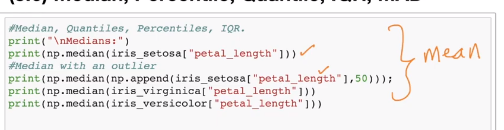 #Median, Quantiles, Percentiles, IQR.
print("\nMedians:")
print(np.median(iris_setosa["petal_length"]))
#Median with an outlier
print(np.median(np.append(iris_setosa["petal_length"],50)));
print(np.median(iris_virginica["petal_length"]))
print(np.median(iris_versicolor["petal_length"]))
mean